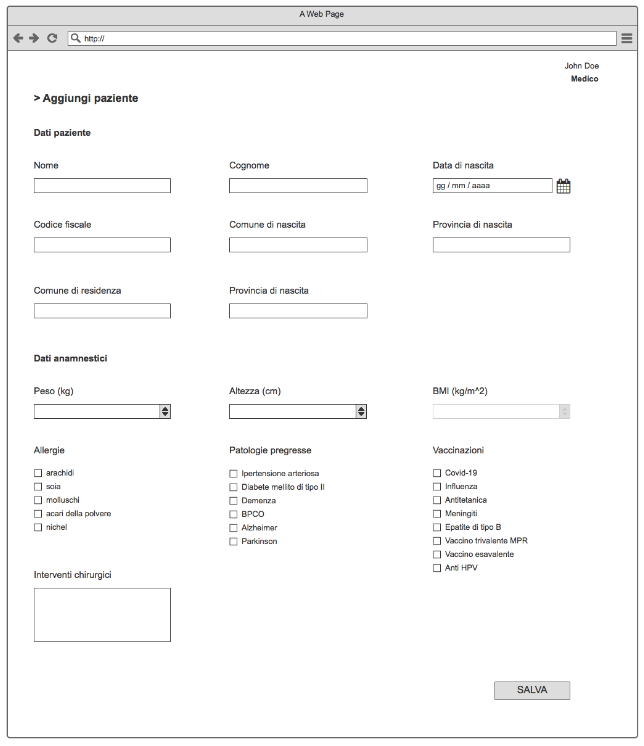 A Web Page
http://
John Doe
Medico
> Aggiungi paziente
Dati paziente
Nome
Cognome
Data di nascita
gg / mm / aaaa
Codice fiscale
Comune di nascita
Provincia di nascita
Comune di residenza
Provincia di nascita
Dati anamnestici
Peso (kg)
Altezza (cm)
BMI (kg/m^2)
Allergie
arachidi
soia
molluschi
acari della polvere
nichel
Patologie pregresse
Ipertensione arteriosa
Diabete mellito di tipo II
Demenza
BPCO
Alzheimer
Parkinson
Vaccinazioni
Covid-19
Influenza
Antitetanica
Meningiti
Epatite di tipo B
Vaccino trivalente MPR
Vaccino esavalente
Anti HPV
Interventi chirurgici
SALVA